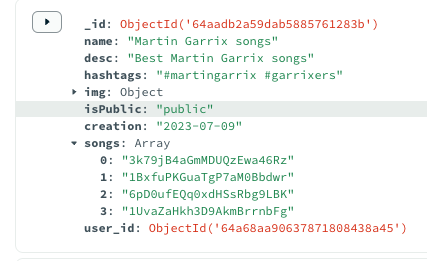 _id: ObjectId('64aadb2a59dab5885761283b')
name: "Martin Garrix songs"
desc: "Best Martin Garrix songs"
hashtags: "#martingarrix #garrixers"
img: Object
isPublic: "public"
creation: "2023-07-09"
songs: Array
0: "3k79jB4aGmMDUQzEwa46Rz"
1: "1BxfuPKGuaTgP7aM0Bbdwr"
2: "6pD0ufEQq0xdHSsRbg9LBK"
3: "1UvaZaHkh3D9AkmBrrnbFg"
user_id: ObjectId('64a68aa90637871808438a45')